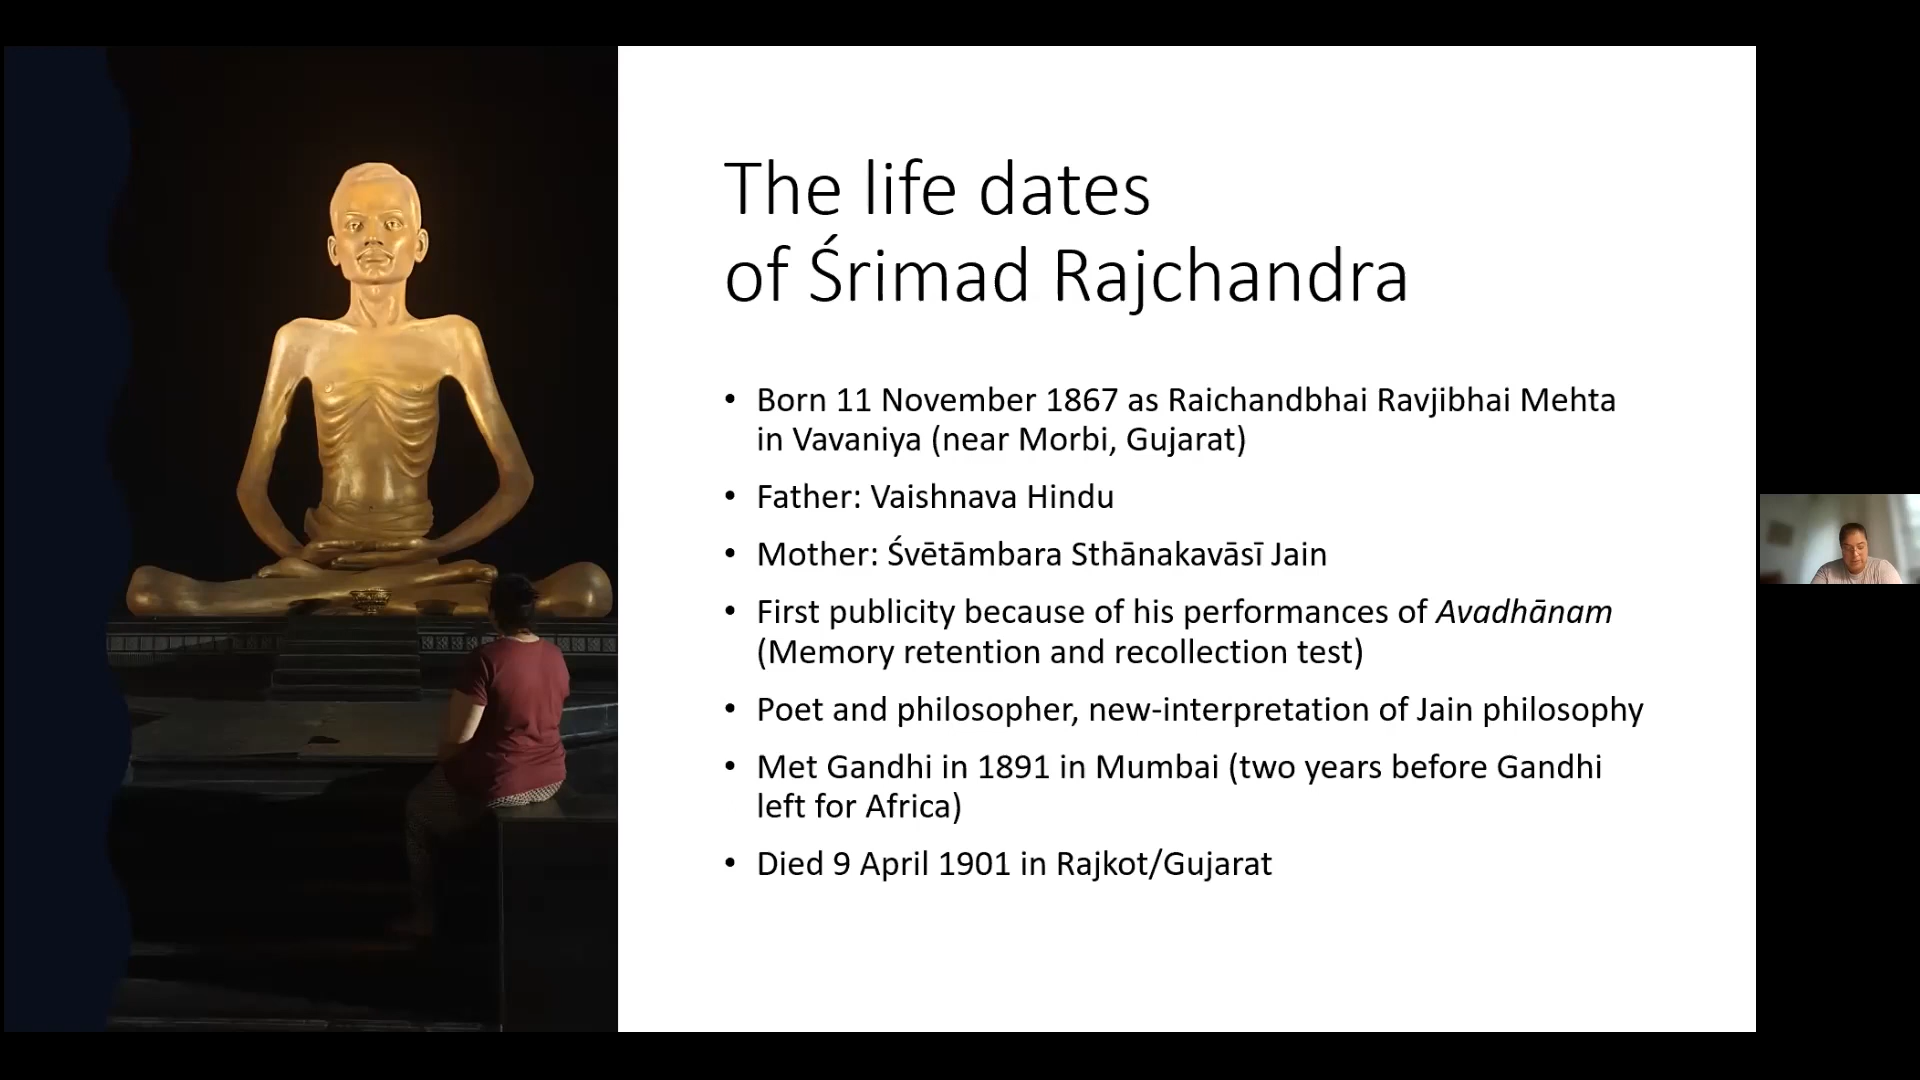 The life dates
of Śrimad Rajchandra
• Born 11 November 1867 as Raichandbhai Ravjibhai Mehta
in Vavaniya (near Morbi, Gujarat)
• Father: Vaishnava Hindu
• Mother: Śvētāmbara Sthānakavāsī Jain
• First publicity because of his performances of Avadhānam
(Memory retention and recollection test)
• Poet and philosopher, new-interpretation of Jain philosophy
• Met Gandhi in 1891 in Mumbai (two years before Gandhi
left for Africa)
• Died 9 April 1901 in Rajkot/Gujarat